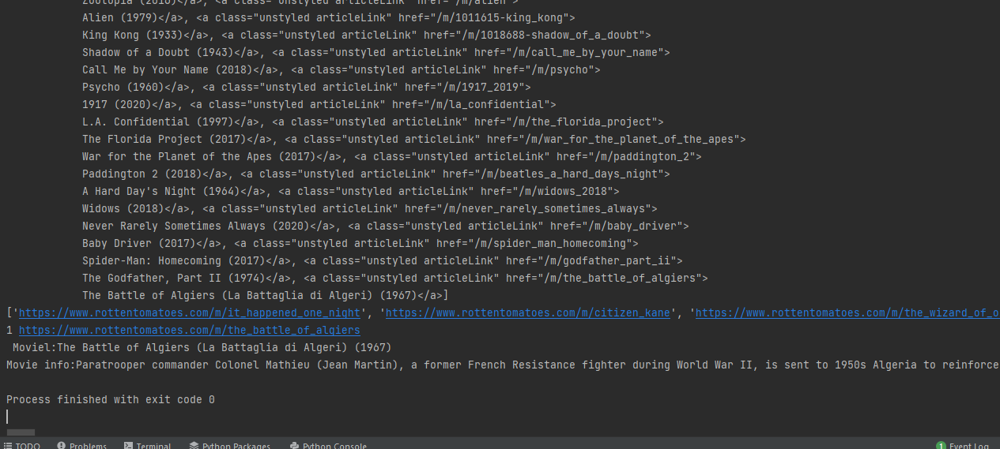 Zootopia (2016)</a>, <a class="unstyled articleLink" href="/m/alien">
Alien (1979)</a>, <a class="unstyled articleLink" href="/m/1011615-king_kong">
King Kong (1933)</a>, <a class="unstyled articleLink" href="/m/1018688-shadow_of_a_doubt">
Shadow of a Doubt (1943)</a>, <a class="unstyled articleLink" href="/m/call_me_by_your_name">
Call Me by Your Name (2018)</a>, <a class="unstyled articleLink" href="/m/psycho">
Psycho (1960)</a>, <a class="unstyled articleLink" href="/m/1917_2019">
1917 (2020)</a>, <a class="unstyled articleLink" href="/m/la_confidential">
L.A. Confidential (1997)</a>, <a class="unstyled articleLink" href="/m/the_florida_project">
The Florida Project (2017)</a>, <a class="unstyled articleLink" href="/m/war_for_the_planet_of_the_apes">
War for the Planet of the Apes (2017)</a>, <a class="unstyled articleLink" href="/m/paddington_2">
Paddington 2 (2018)</a>, <a class="unstyled articleLink" href="/m/beatles_a_hard_days_night">
A Hard Day's Night (1964)</a>, <a class="unstyled articleLink" href="/m/widows_2018">
Widows (2018)</a>, <a class="unstyled articleLink" href="/m/never_rarely_sometimes_always">
Never Rarely Sometimes Always (2020)</a>, <a class="unstyled articleLink" href="/m/baby_driver">
Baby Driver (2017)</a>, <a class="unstyled articleLink" href="/m/spider_man_homecoming">
Spider-Man: Homecoming (2017)</a>, <a class="unstyled articleLink" href="/m/godfather_part_ii">
The Godfather, Part II (1974)</a>, <a class="unstyled articleLink" href="/m/the_battle_of_algiers">
The Battle of Algiers (La Battaglia di Algeri) (1967)</a>]
['https://www.rottentomatoes.com/m/it_happened_one_night', 'https://www.rottentomatoes.com/m/citizen_kane', 'https://www.rottentomatoes.com/m/the_wizard_of_o
1 https://www.rottentomatoes.com/m/the_battle_of_algiers
Moviel:The Battle of Algiers (La Battaglia di Algeri) (1967)
Movie info:Paratrooper commander Colonel Mathieu (Jean Martin), a former French Resistance fighter during World War II, is sent to 1950s Algeria to reinforce
Process finished with exit code 0
TODO Problems Terminal Python Packages Python Console 1 Event Log